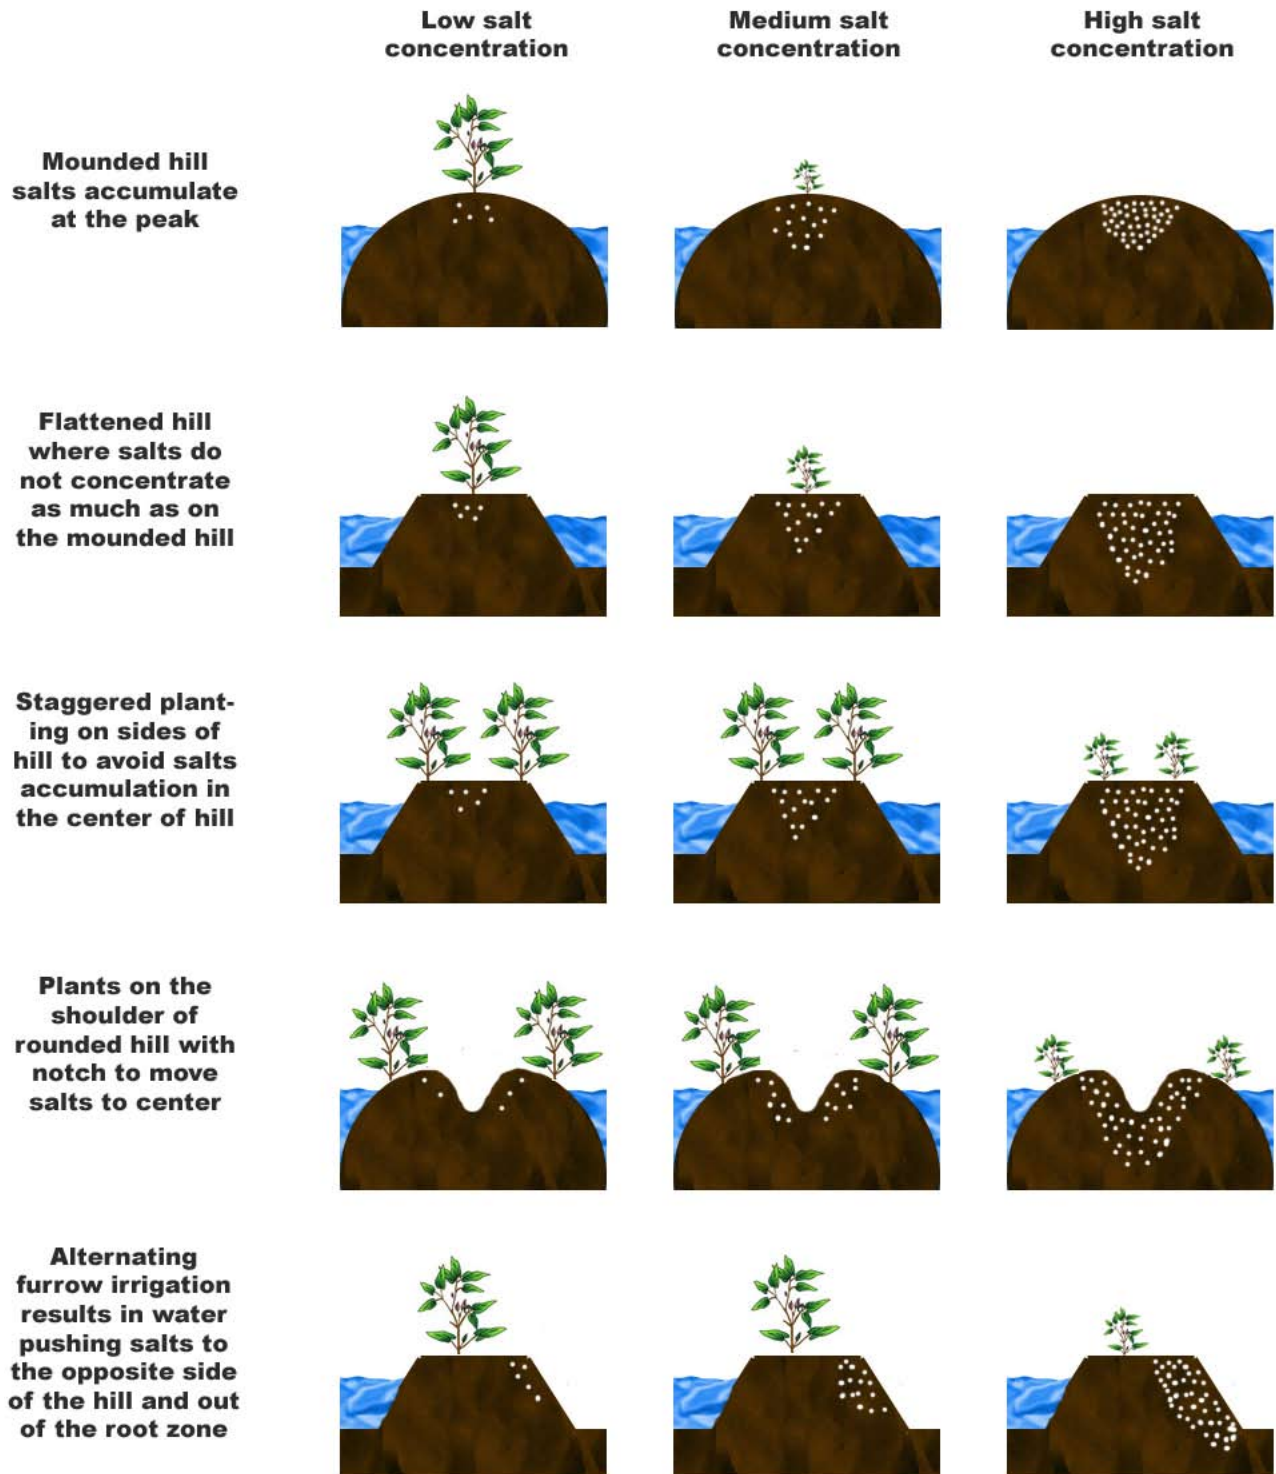 Low salt
concentration
Medium salt
concentration
High salt
concentration
Mounded hill
salts accumulate
at the peak
Flattened hill
where salts do
not concentrate
as much as on
the mounded hill
Staggered plant-
ing on sides of
hill to avoid salts
accumulation in
the center of hill
Plants on the
shoulder of
rounded hill with
notch to move
salts to center
Alternating
furrow irrigation
results in water
pushing salts to
the opposite side
of the hill and out
of the root zone